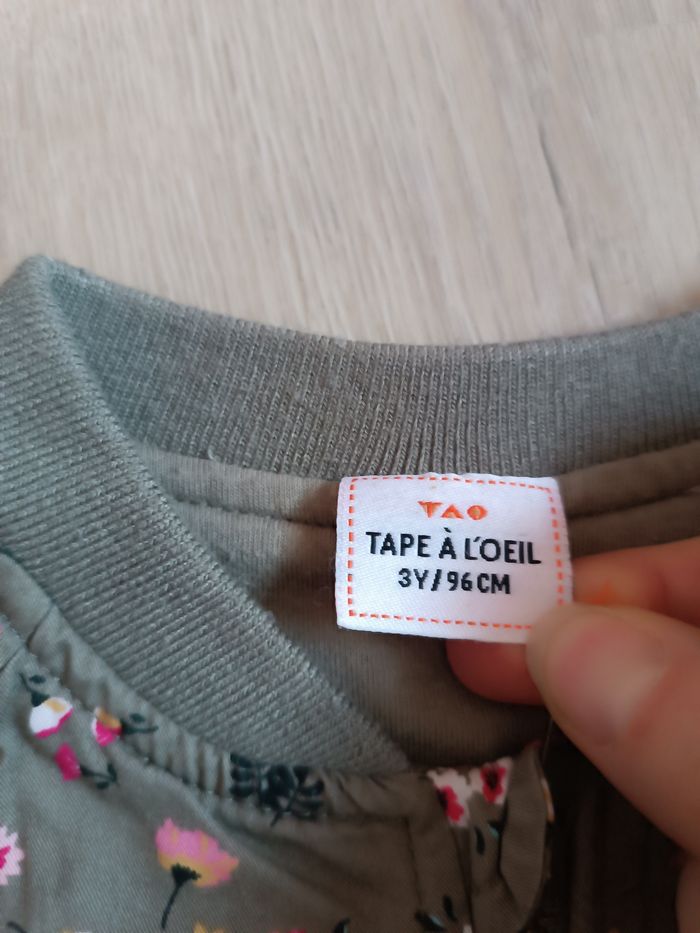 TAO
TAPE À L'OEIL
3Y/96CM